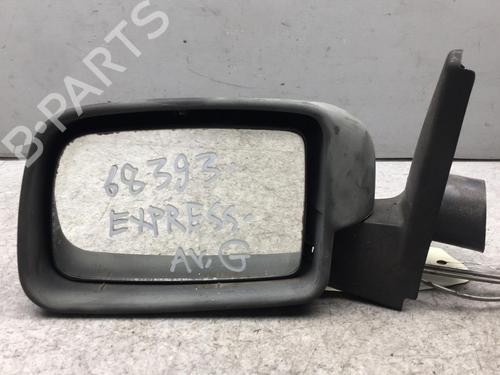 B-PARTS
68393-
EXPRESS-
AV.G